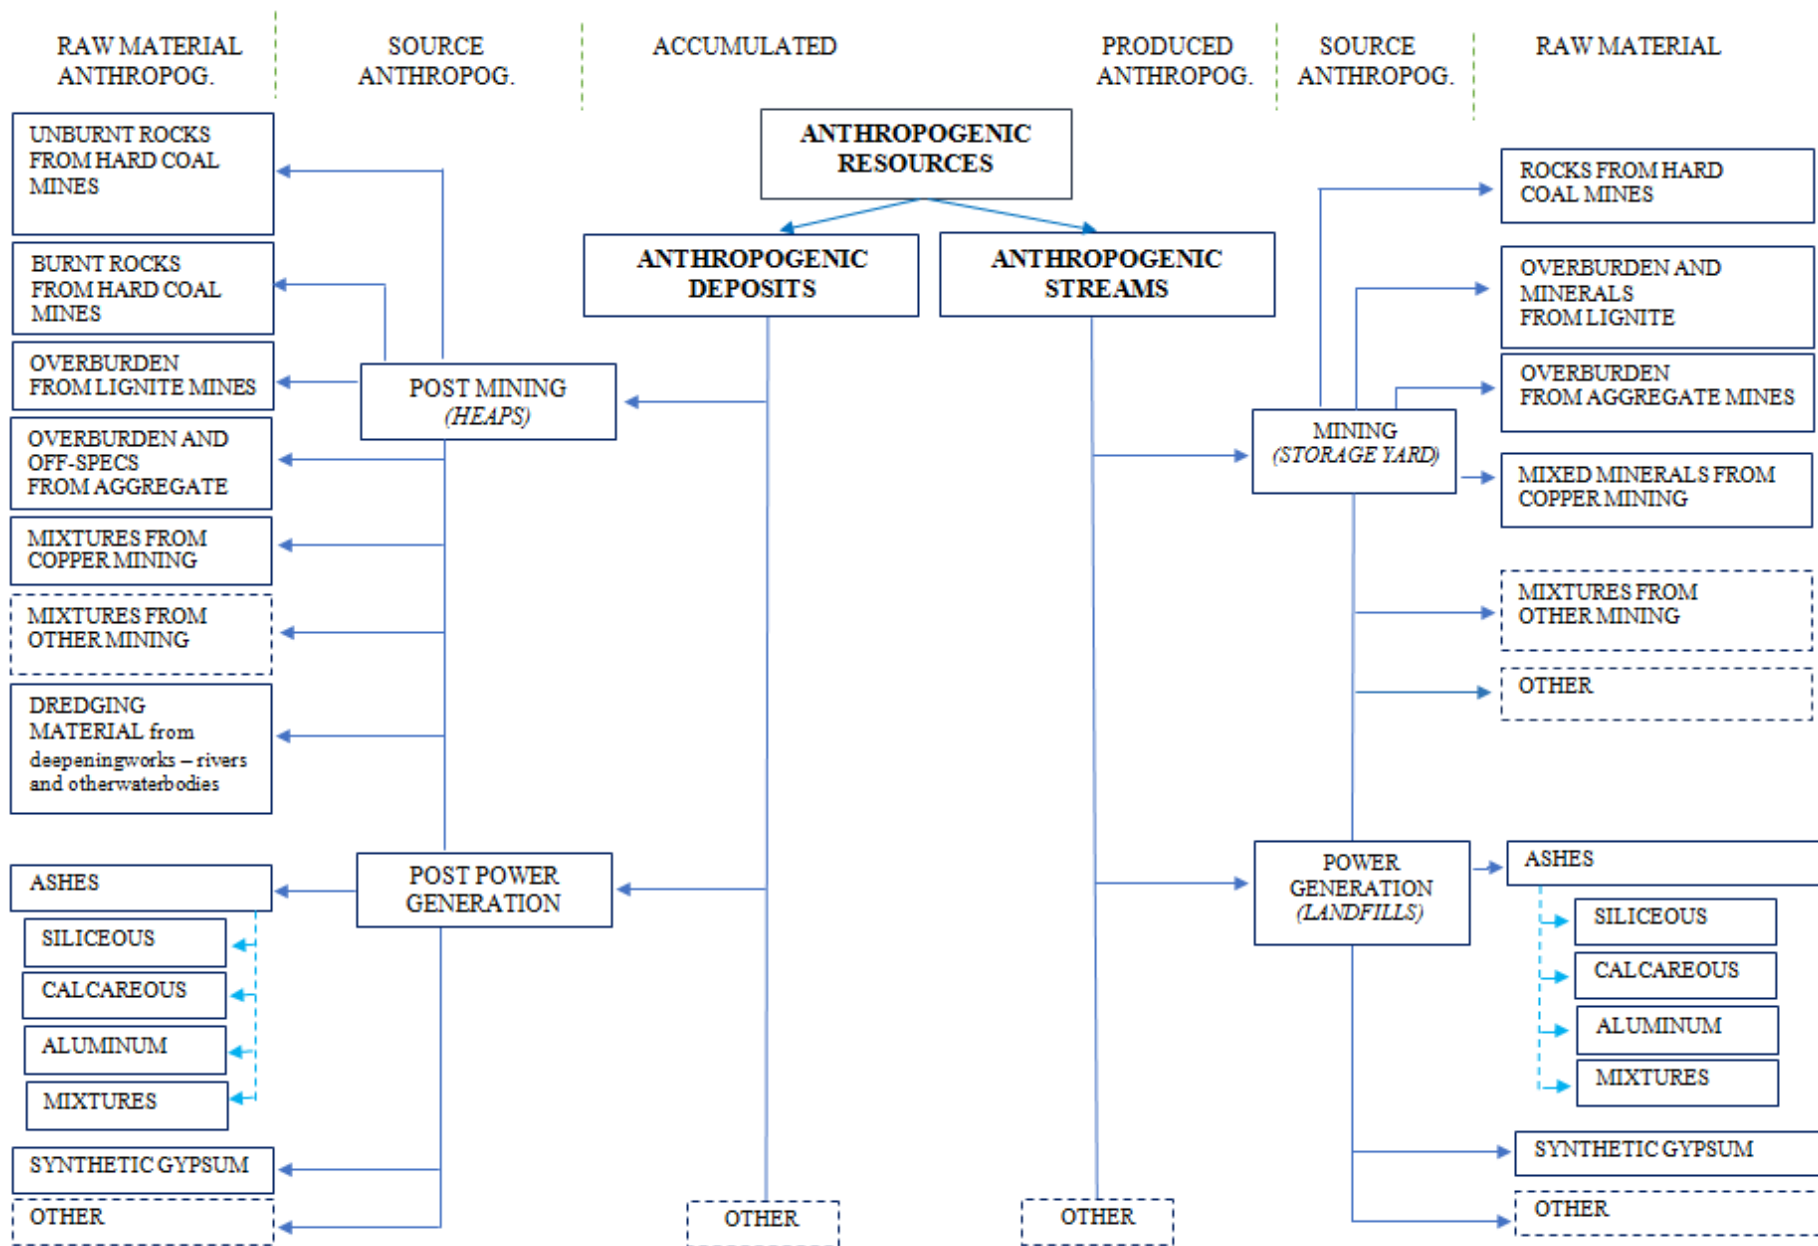 RAW MATERIAL
ANTHROPOG.
SOURCE
ANTHROPOG.
ACCUMULATED
PRODUCED
ANTHROPOG.
SOURCE
ANTHROPOG.
RAW MATERIAL
ANTHROPOGENIC
RESOURCES
ANTHROPOGENIC
DEPOSITS
ANTHROPOGENIC
STREAMS
UNBURNT ROCKS
FROM HARD COAL
MINES
BURNT ROCKS
FROM HARD COAL
MINES
OVERBURDEN
FROM LIGNITE MINES
OVERBURDEN AND
OFF-SPECS
FROM AGGREGATE
MIXTURES FROM
COPPER MINING
MIXTURES FROM
OTHER MINING
DREDGING
MATERIAL from
deepeningworks – rivers
and otherwaterbodies
ASHES
SILICEOUS
CALCAREOUS
ALUMINUM
MIXTURES
SYNTHETIC GYPSUM
OTHER
POST MINING
(HEAPS)
POST POWER
GENERATION
OTHER
OTHER
MINING
(STORAGE YARD)
POWER
GENERATION
(LANDFILLS)
ROCKS FROM HARD
COAL MINES
OVERBURDEN AND
MINERALS
FROM LIGNITE
OVERBURDEN
FROM AGGREGATE MINES
MIXED MINERALS FROM
COPPER MINING
MIXTURES FROM
OTHER MINING
OTHER
ASHES
SILICEOUS
CALCAREOUS
ALUMINUM
MIXTURES
SYNTHETIC GYPSUM
OTHER